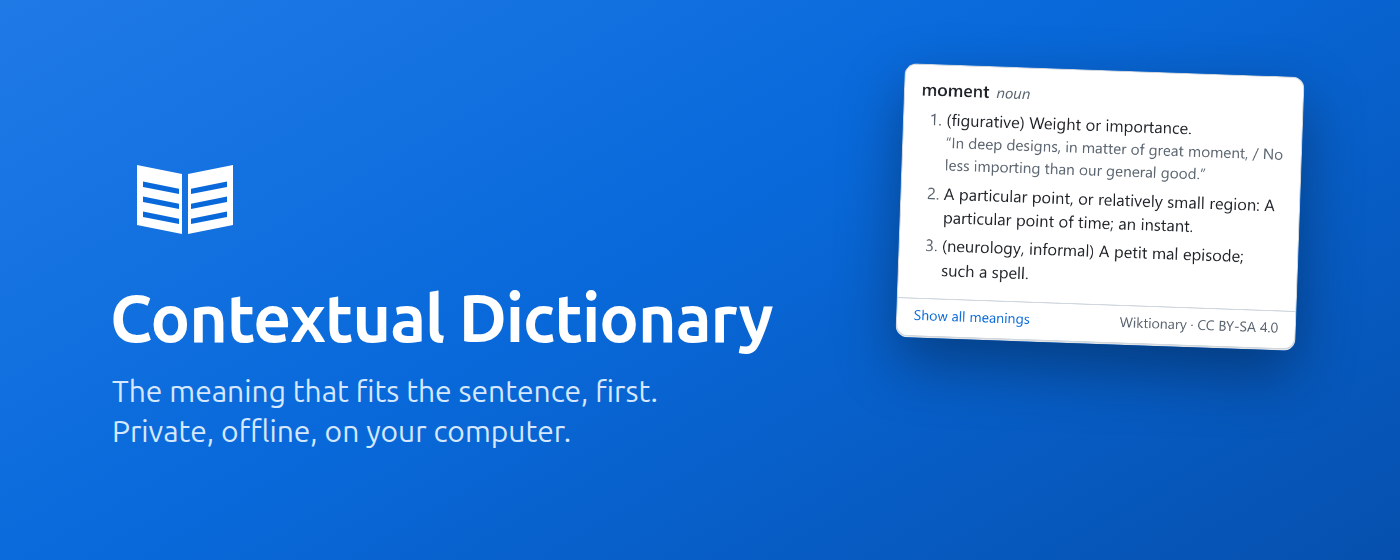 Contextual Dictionary
The meaning that fits the sentence, first.
Private, offline, on your computer.
moment noun
1. (figurative) Weight or importance.
“In deep designs, in matter of great moment, / No
less importing than our general good.”
2. A particular point, or relatively small region: A
particular point of time; an instant.
3. (neurology, informal) A petit mal episode;
such a spell.
Show all meanings
Wiktionary · CC BY-SA 4.0